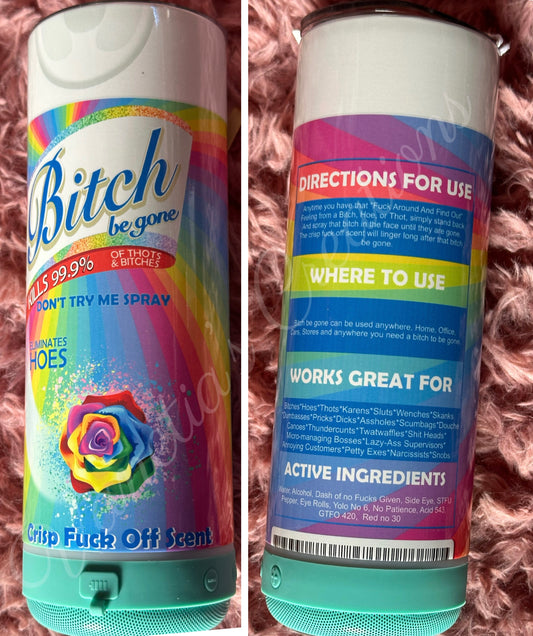 Bitch
be gone
KILLS 99.9%
OF THOTS
& BITCHES
DON'T TRY ME SPRAY
ELIMINATES
HOES
Crisp Fuck Off Scent
DIRECTIONS FOR USE
Anytime you have that "Fuck Around And Find Out"
Feeling from a Bitch, Hoe, or Thot, simply stand back
And spray that bitch in the face until they are gone.
The crisp fuck off scent will linger long after that bitch
be gone.
WHERE TO USE
Bitch be gone can be used anywhere, Home, Office,
Cars, Stores and anywhere you need a bitch to be gone.
WORKS GREAT FOR
Bitches*Hoes*Thots*Karens*Sluts*Wenches*Skanks
Dumbasses*Pricks*Dicks*Assholes*Scumbags*Douche
Canoes*Thundercunts*Twatwaffles*Shit Heads*
Micro-managing Bosses*Lazy-Ass Supervisors*
Annoying Customers*Petty Exes*Narcissists*Snobs
ACTIVE INGREDIENTS
Water, Alcohol, Dash of no Fucks Given, Side Eye, STFU
Pepper, Eye Rolls, Yolo No 6, No Patience, Acid 543,
GTFO 420, Red no 30
Creations